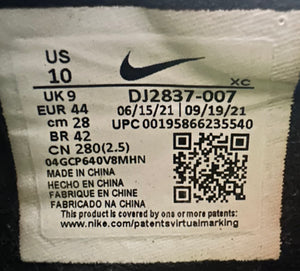 US
10
XC
UK 9
EUR 44
cm 28
BR 42
CN 280(2.5)
DJ2837-007
06/15/21 09/19/21
UPC 00195866235540
04GCP640V8MHN
MADE IN CHINA
HECHO EN CHINA
FABRIQUE EN CHINE
FABRICADO NA CHINA
This product is covered by one or more patents:
www.nike.com/patentsvirtualmarking